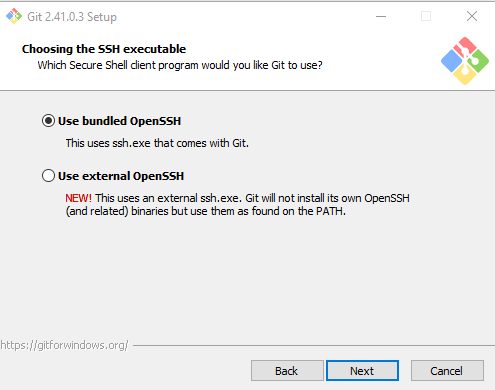 Git 2.41.0.3 Setup
Choosing the SSH executable
Which Secure Shell client program would you like Git to use?
Use bundled OpenSSH
This uses ssh.exe that comes with Git.
Use external OpenSSH
NEW! This uses an external ssh.exe. Git will not install its own OpenSSH
(and related) binaries but use them as found on the PATH.
https://gitforwindows.org/
Back Next Cancel